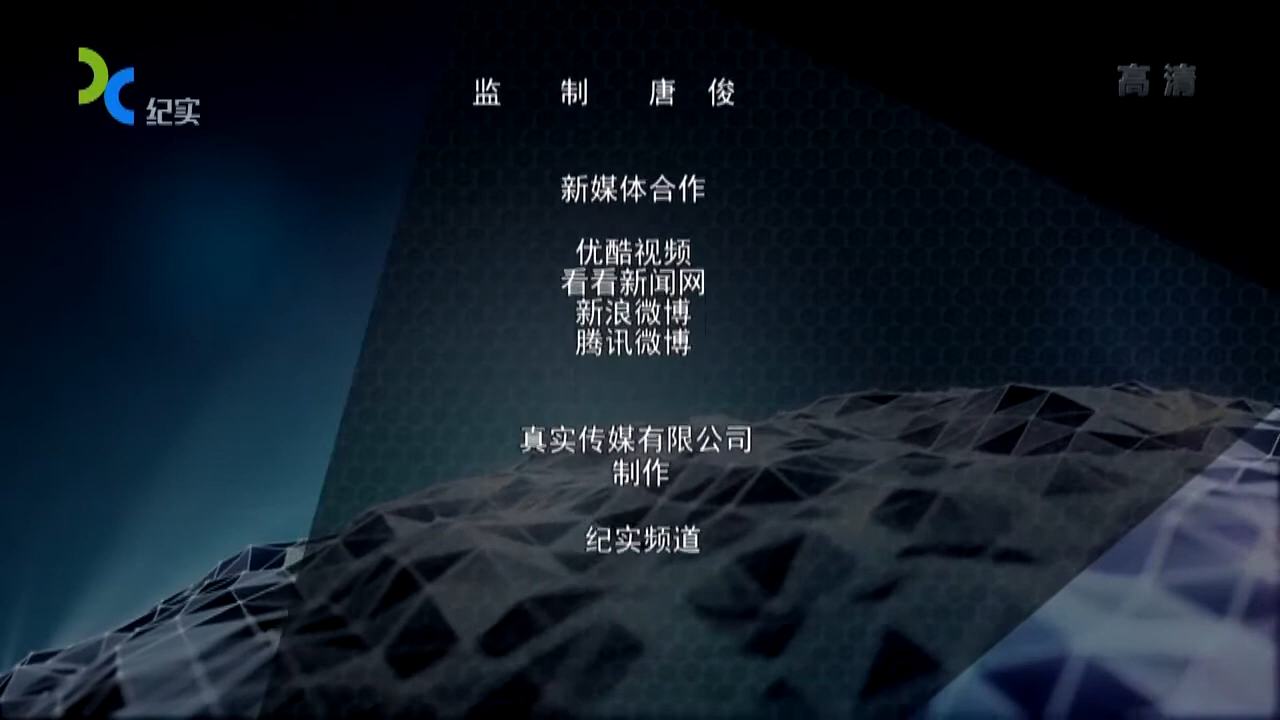 纪实
高清
监 制 唐 俊
新媒体合作
优酷视频
看看新闻网
新浪微博
腾讯微博
真实传媒有限公司
制作
纪实频道